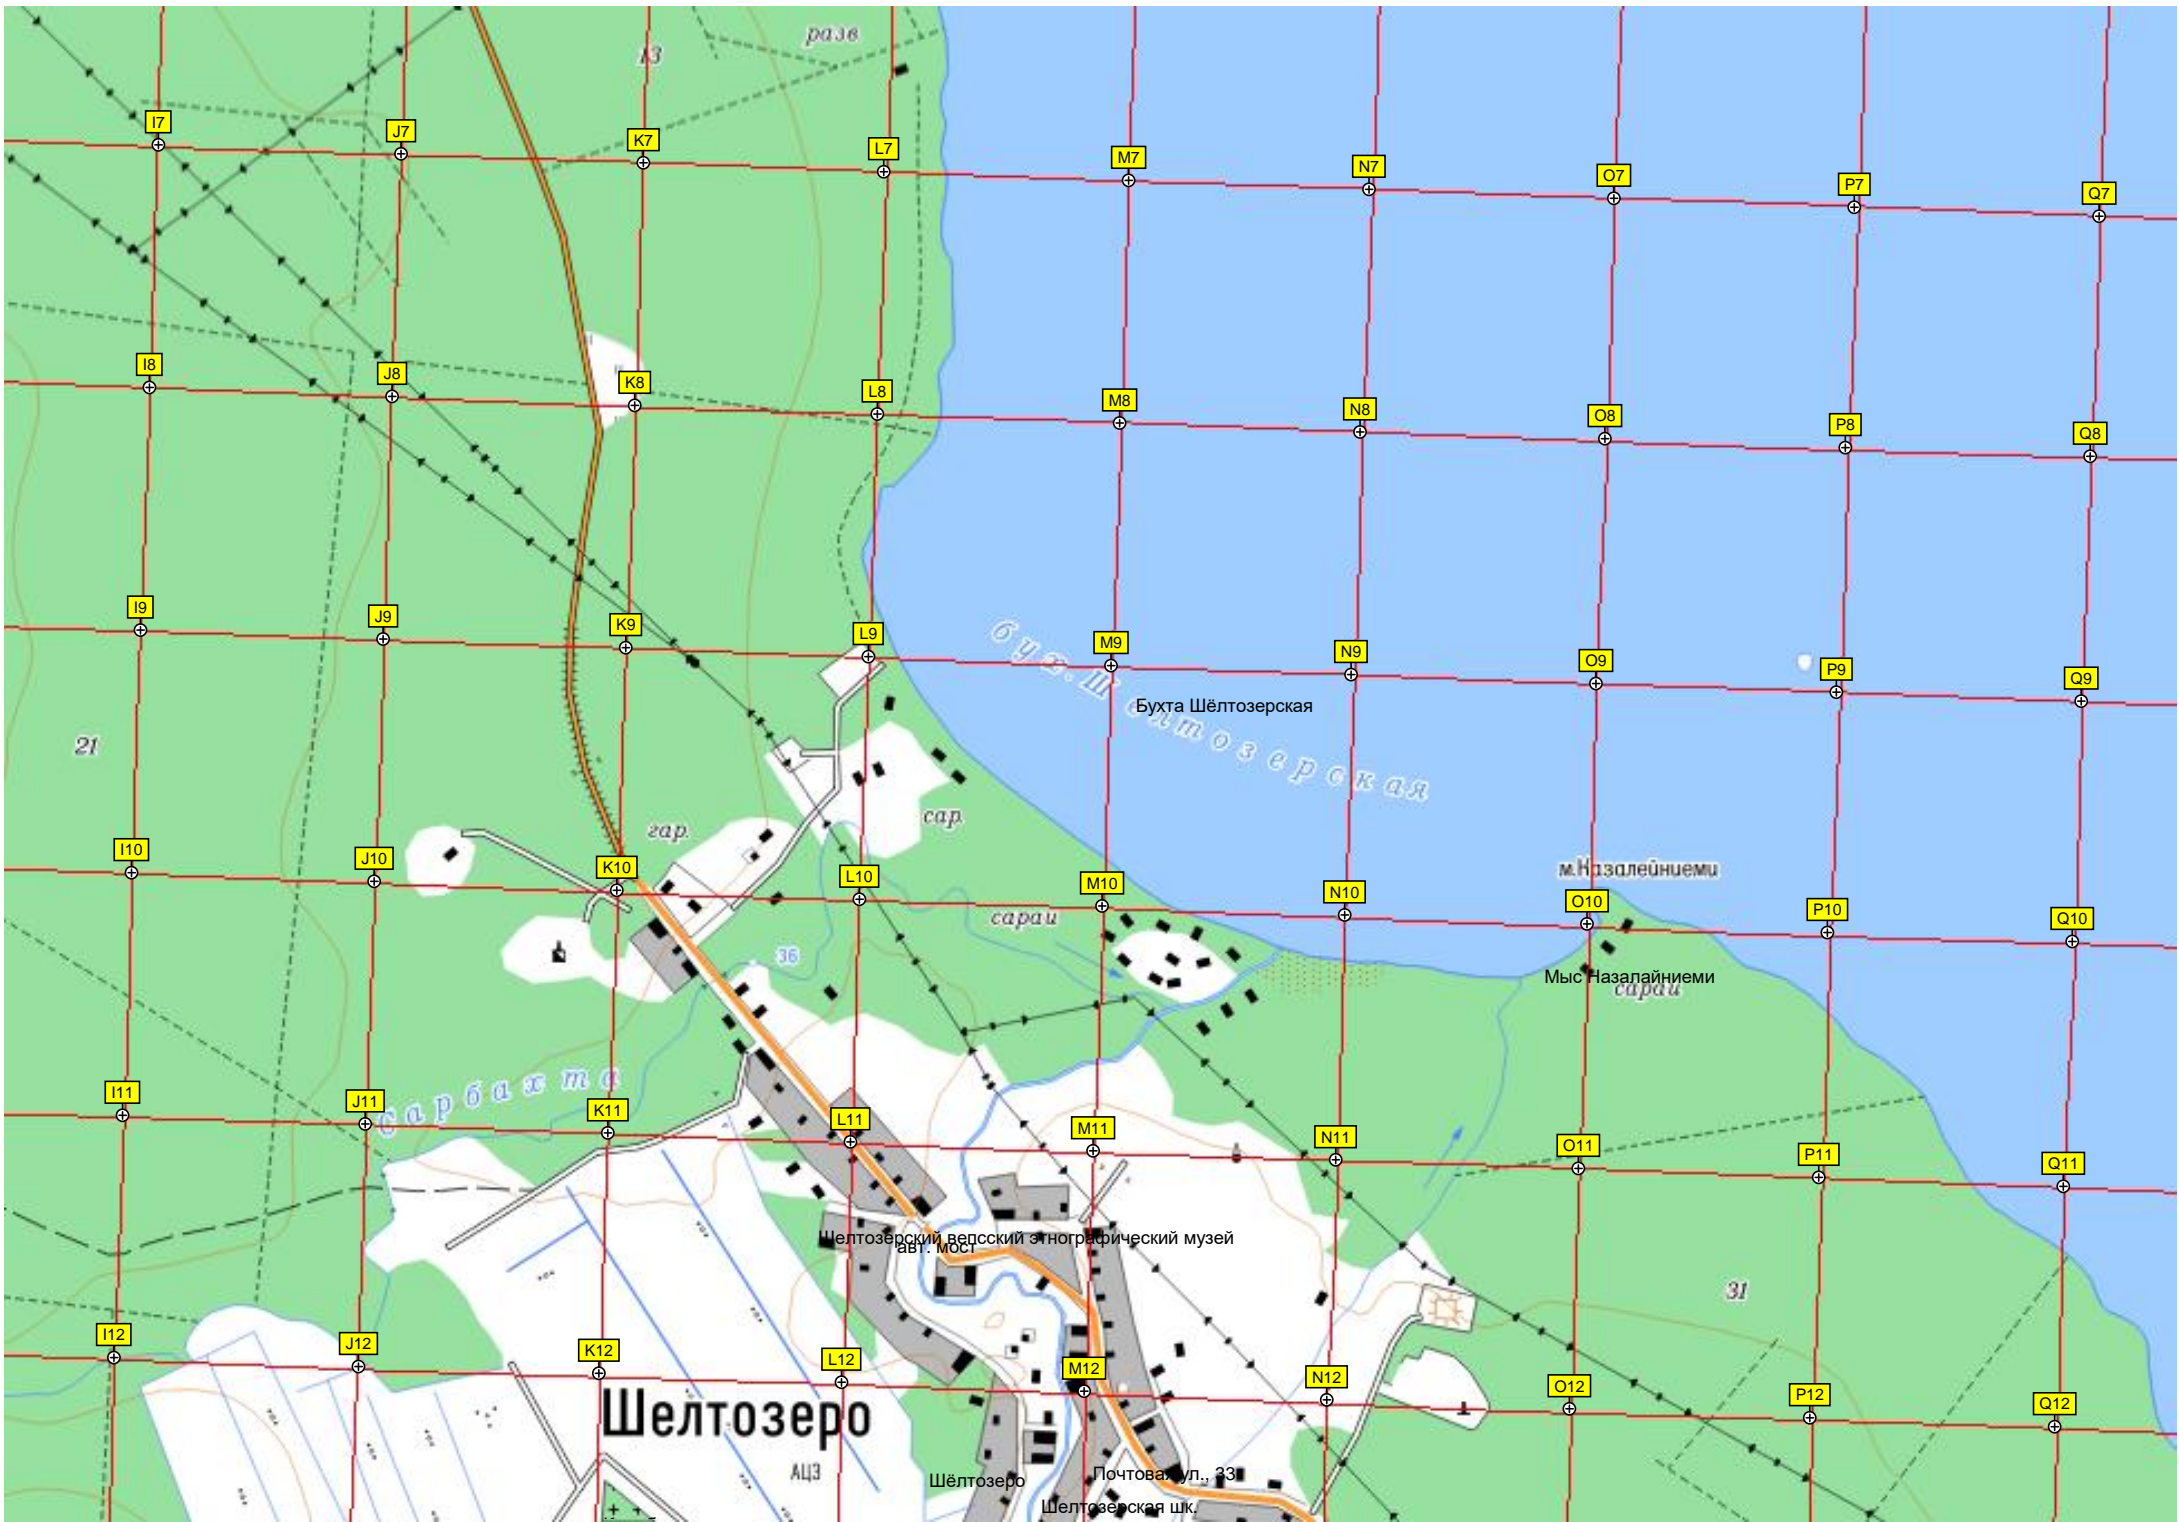 разв
13
I7
J7
K7
L7
M7
N7
O7
P7
Q7
I8
J8
K8
L8
M8
N8
O8
P8
Q8
I9
J9
K9
L9
M9
N9
O9
P9
Q9
бух. Шелтозерская
Бухта Шёлтозерская
21
сар.
гар.
I10
J10
K10
L10
M10
N10
м.Назалейниеми
O10
P10
Q10
сараи
36
Мыс Назалайниеми
сараи
Сарбахта
I11
J11
K11
L11
M11
N11
O11
P11
Q11
Шелтозерский вепсский этнографический музей
авт. мост
31
I12
J12
K12
L12
M12
N12
O12
P12
Q12
Шелтозеро
АЦЗ
Шёлтозеро
Почтовая ул., 33
Шелтозерская шк.